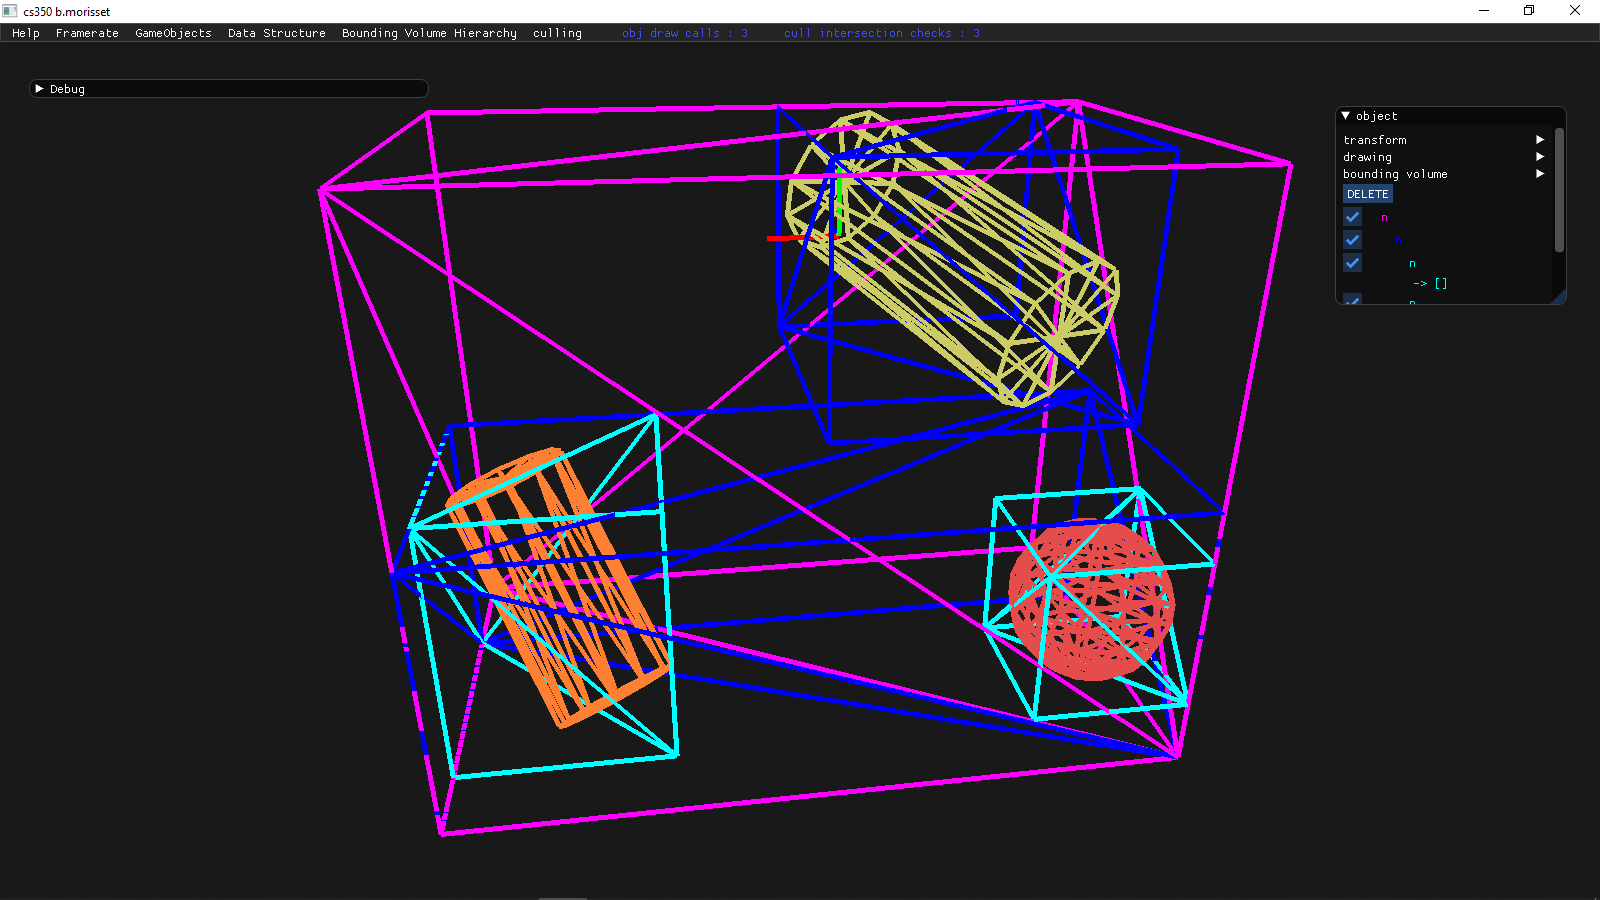 cs350 b.morisset
Help Framerate GameObjects Data Structure Bounding Volume Hierarchy culling obj draw calls : 3 cull intersection checks : 3
Debug
object
transform
drawing
bounding volume
DELETE
n
n
n
-> []